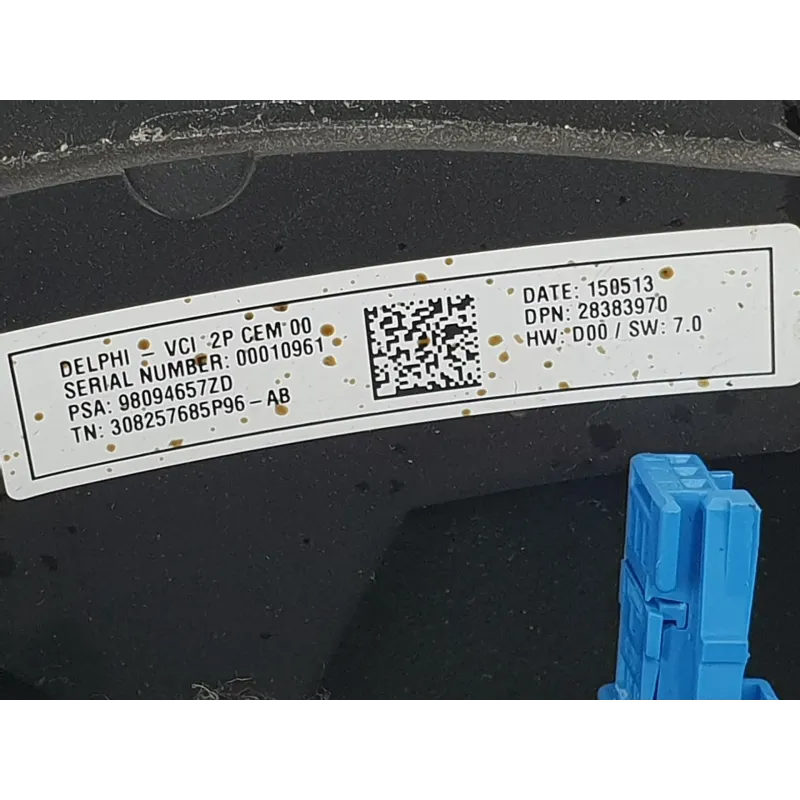 DELPHI - VCI 2P CEM 00
SERIAL NUMBER: 00010961
PSA: 98094657ZD
TN: 308257685P96-AB
DATE: 150513
DPN: 28383970
HW: D00 / SW: 7.0